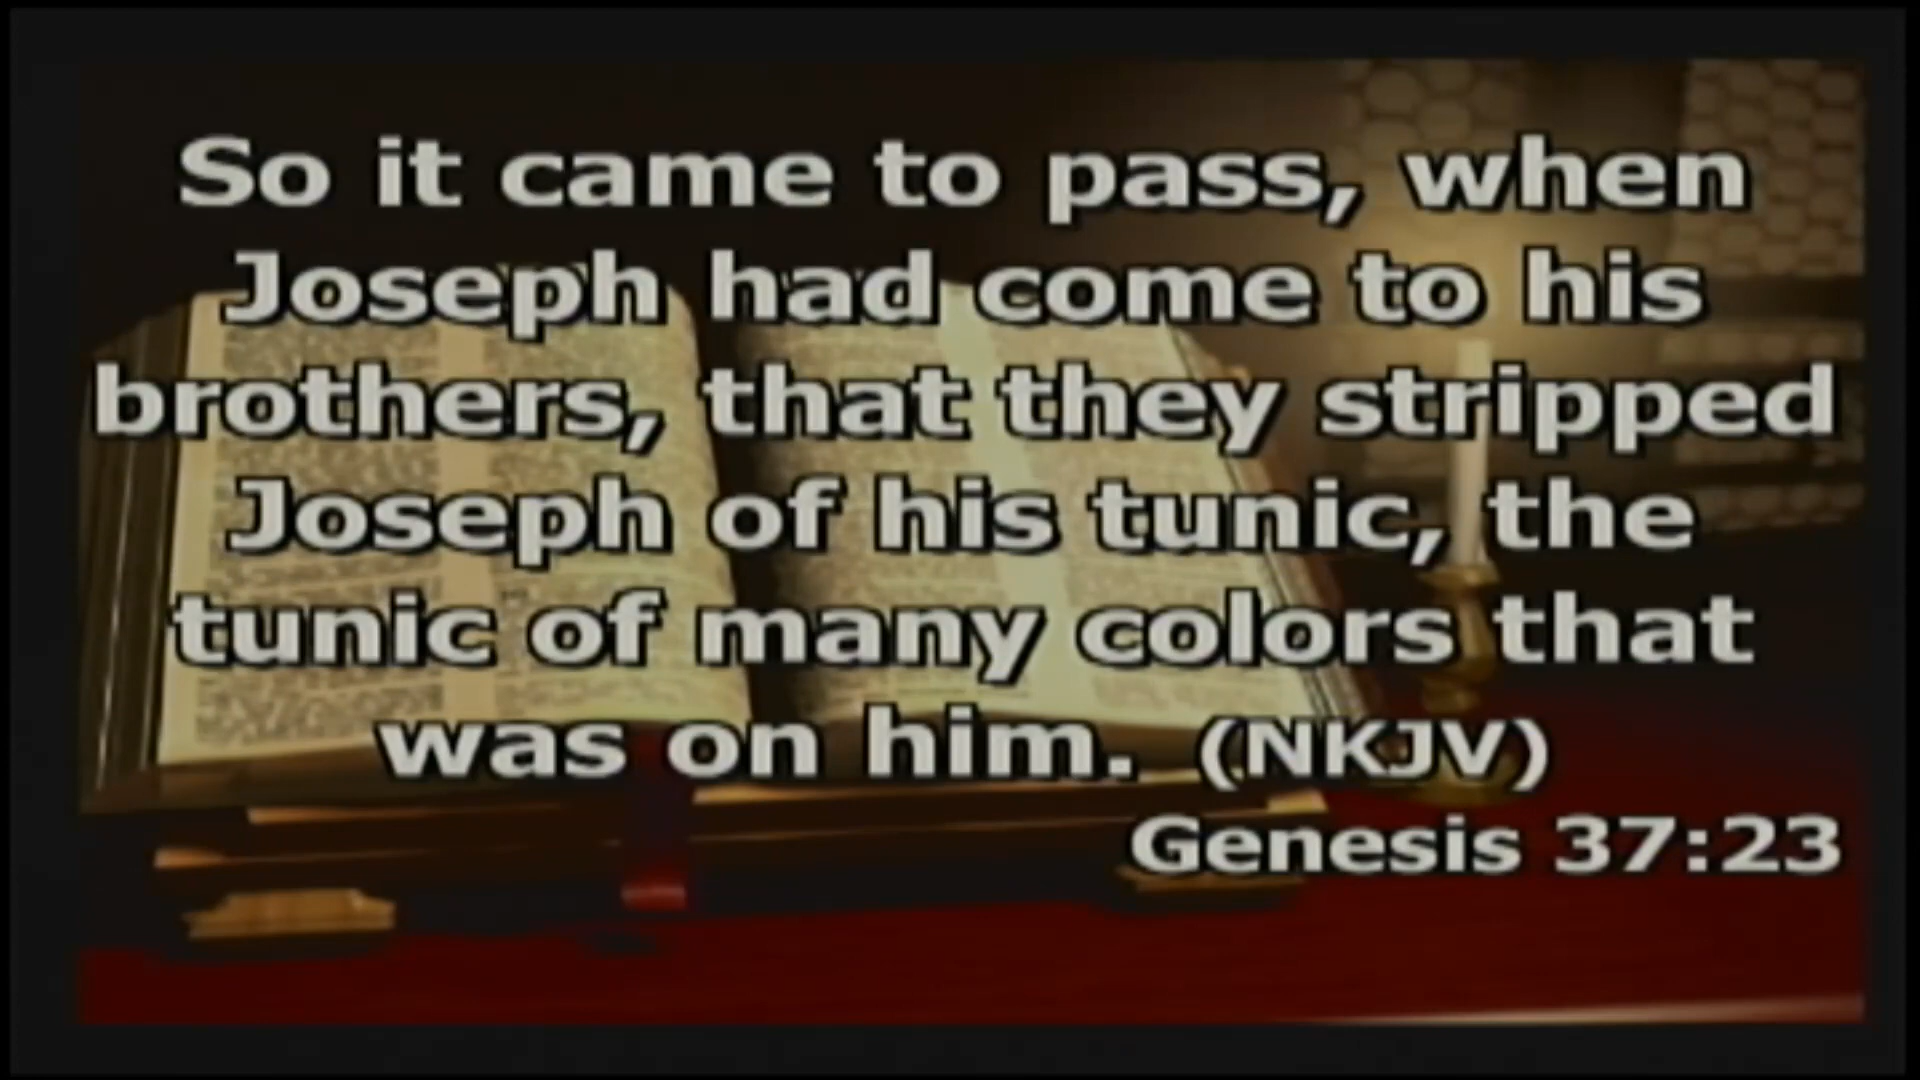 So it came to pass, when
Joseph had come to his
brothers, that they stripped
Joseph of his tunic, the
tunic of many colors that
was on him. (NKJV)
Genesis 37:23